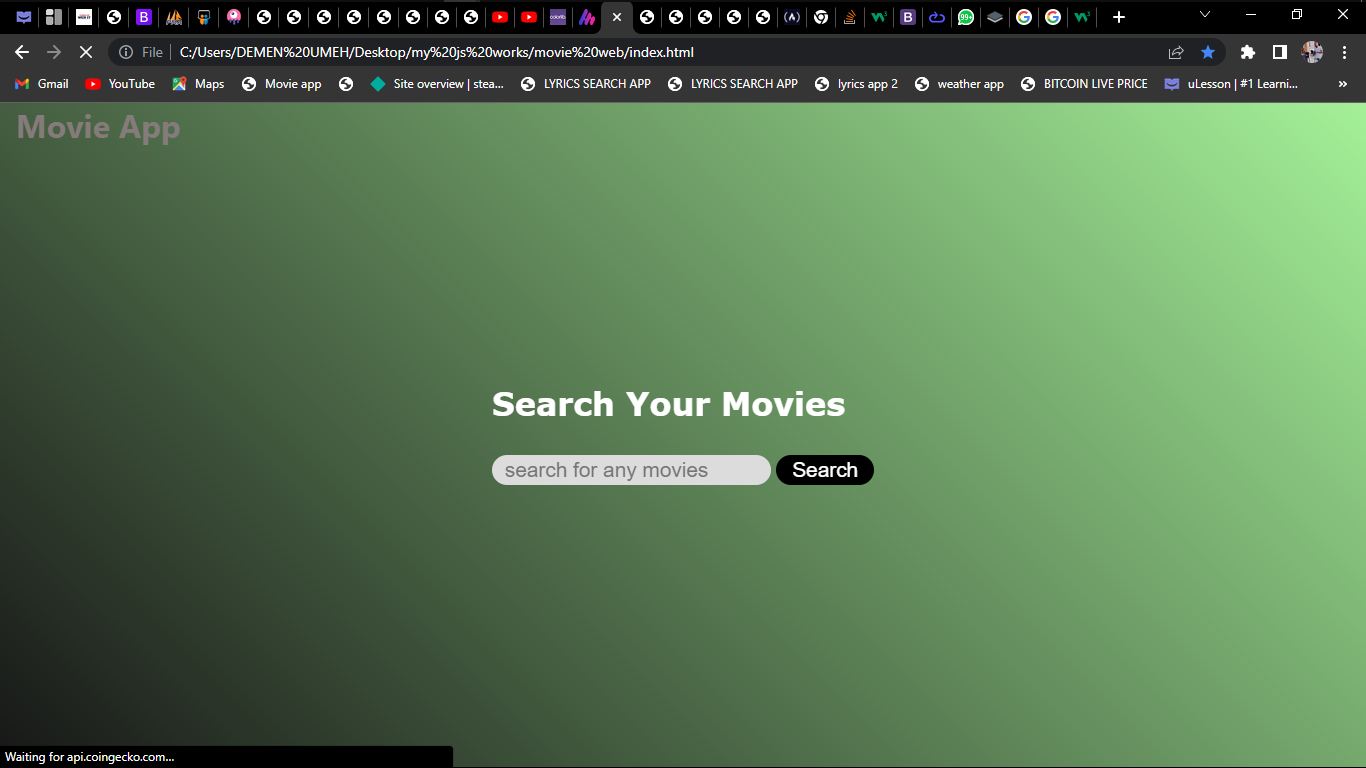 File C:/Users/DEMEN%20UMEH/Desktop/my%20js%20works/movie%20web/index.html
Gmail YouTube Maps Movie app Site overview | stea... LYRICS SEARCH APP LYRICS SEARCH APP lyrics app 2 weather app BITCOIN LIVE PRICE uLesson | #1 Learni... »
Movie App
Search Your Movies
search for any movies Search
Waiting for api.coingecko.com...